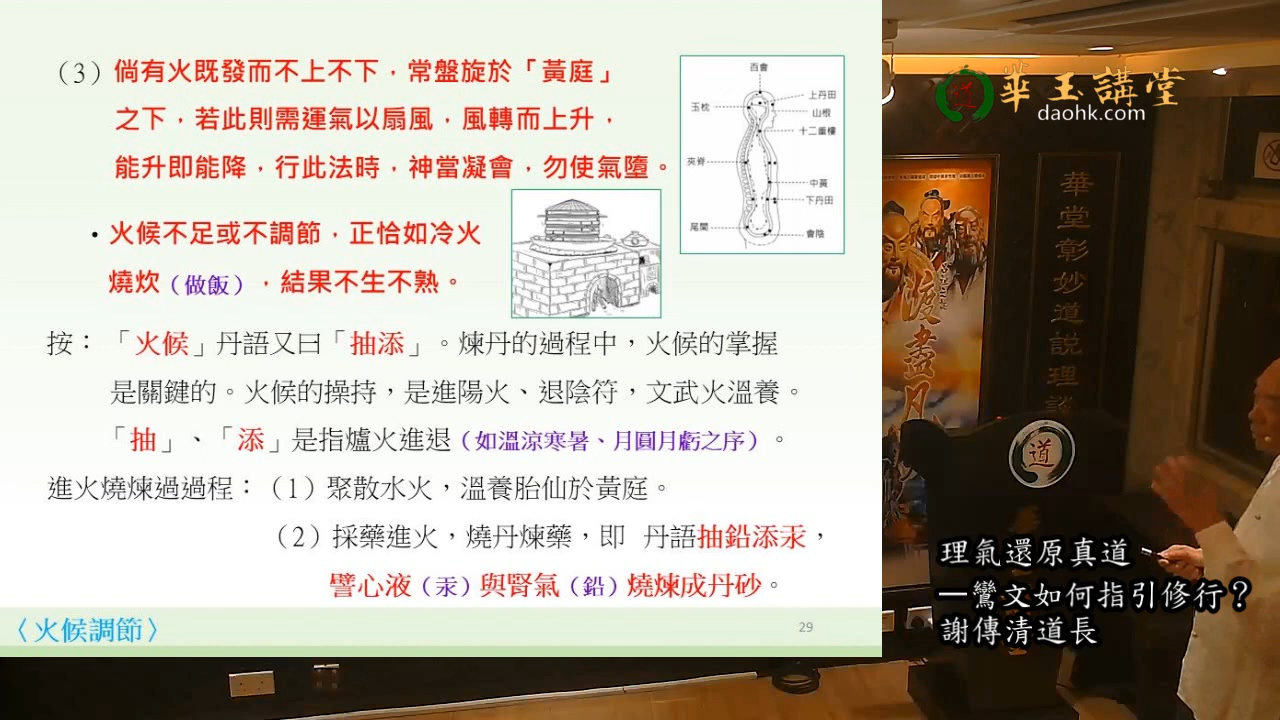 （3）倘有火既發而不上不下，常盤旋於「黃庭」
之下，若此則需運氣以扇風，風轉而上升，
能升即能降，行此法時，神當凝會，勿使氣墮。
• 火候不足或不調節，正恰如冷火
燒炊（做飯），結果不生不熟。
百會
玉枕
上丹田
山根
十二重樓
夾脊
中黃
下丹田
尾閭
會陰
按：「火候」丹語又曰「抽添」。煉丹的過程中，火候的掌握
是關鍵的。火候的操持，是進陽火、退陰符，文武火溫養。
「抽」、「添」是指爐火進退（如溫涼寒暑、月圓月虧之序）。
進火燒煉過過程：（1）聚散水火，溫養胎仙於黃庭。
（2）採藥進火，燒丹煉藥，即 丹語抽鉛添汞，
譬心液（汞）與腎氣（鉛）燒煉成丹砂。
〈火候調節〉
29
華玉講堂
daohk.com
華堂彰妙道說理談
渡盡凡
道
理氣還原真道
—鸞文如何指引修行？
謝傳清道長